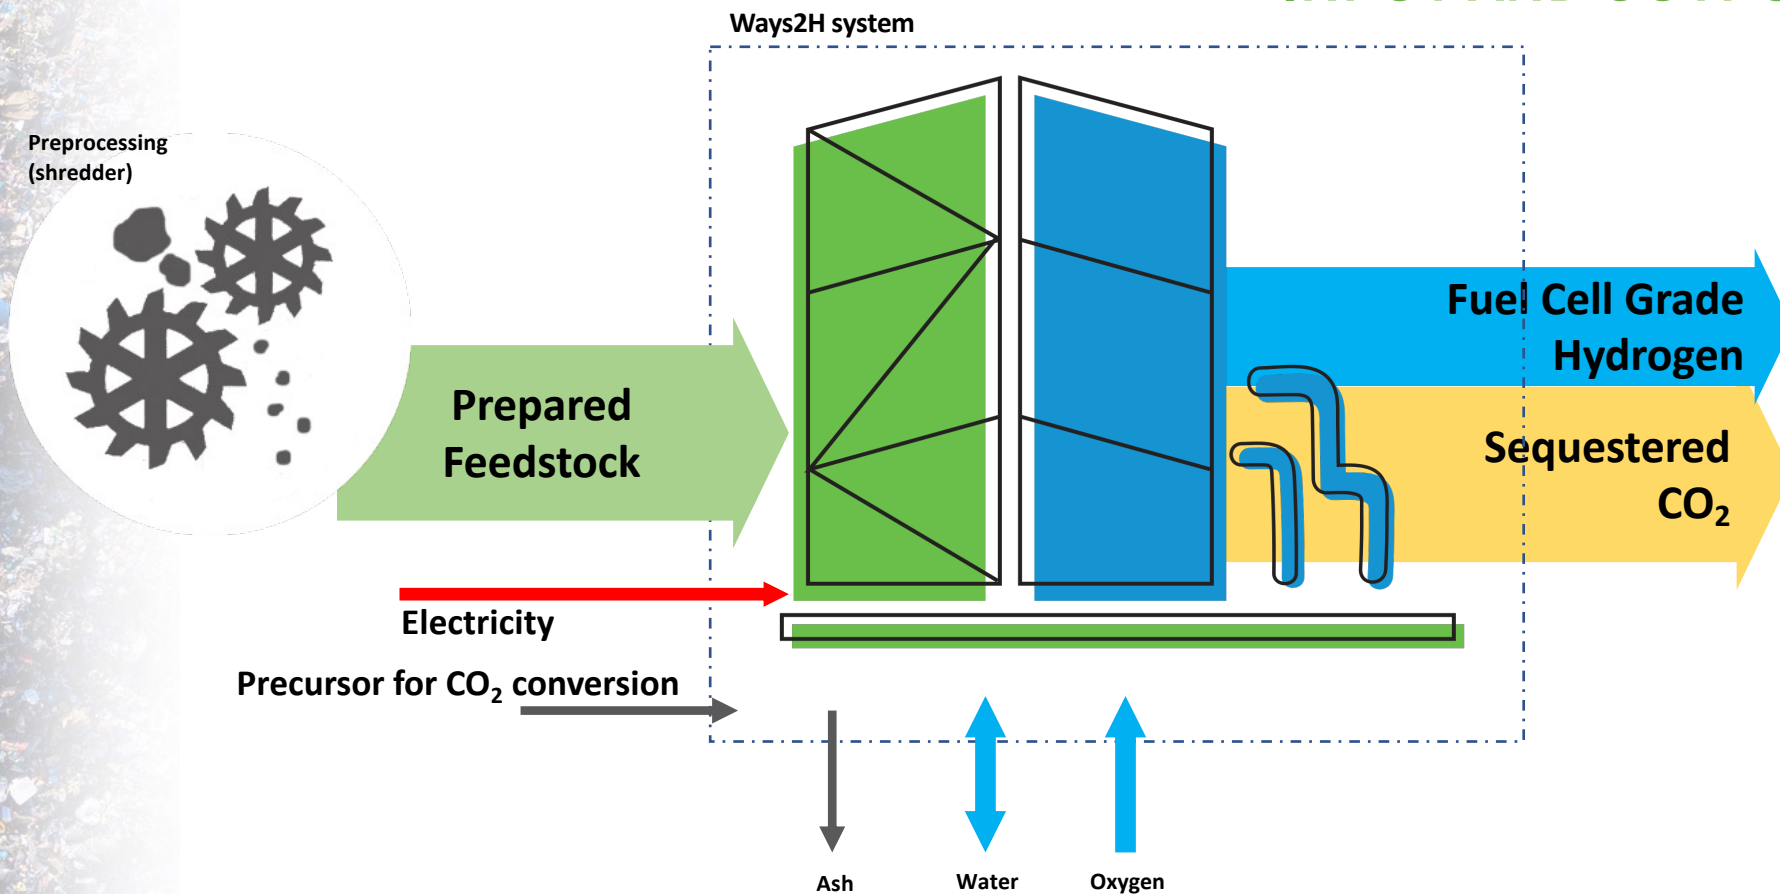 Ways2H system
Preprocessing
(shredder)
Prepared
Feedstock
Fuel Cell Grade
Hydrogen
Sequestered
CO₂
Electricity
Precursor for CO₂ conversion
Ash
Water
Oxygen